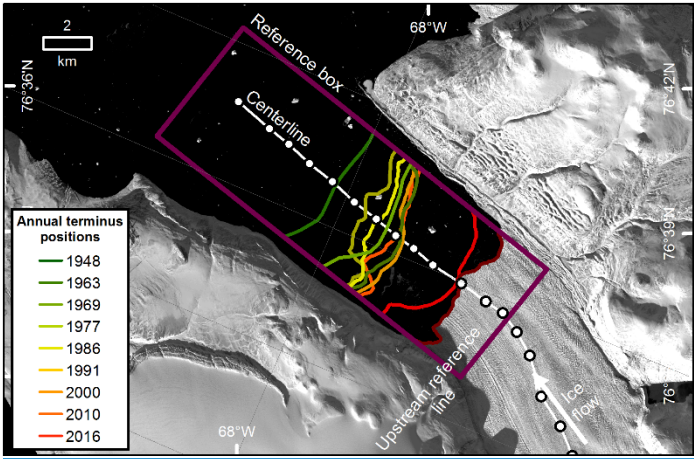 2
km
68°W
76°36'N
76°42'N
Reference box
Centerline
Annual terminus
positions
1948
1963
1969
1977
1986
1991
2000
2010
2016
76°39'N
76°
Upstream reference
line
Ice
flow
68°W